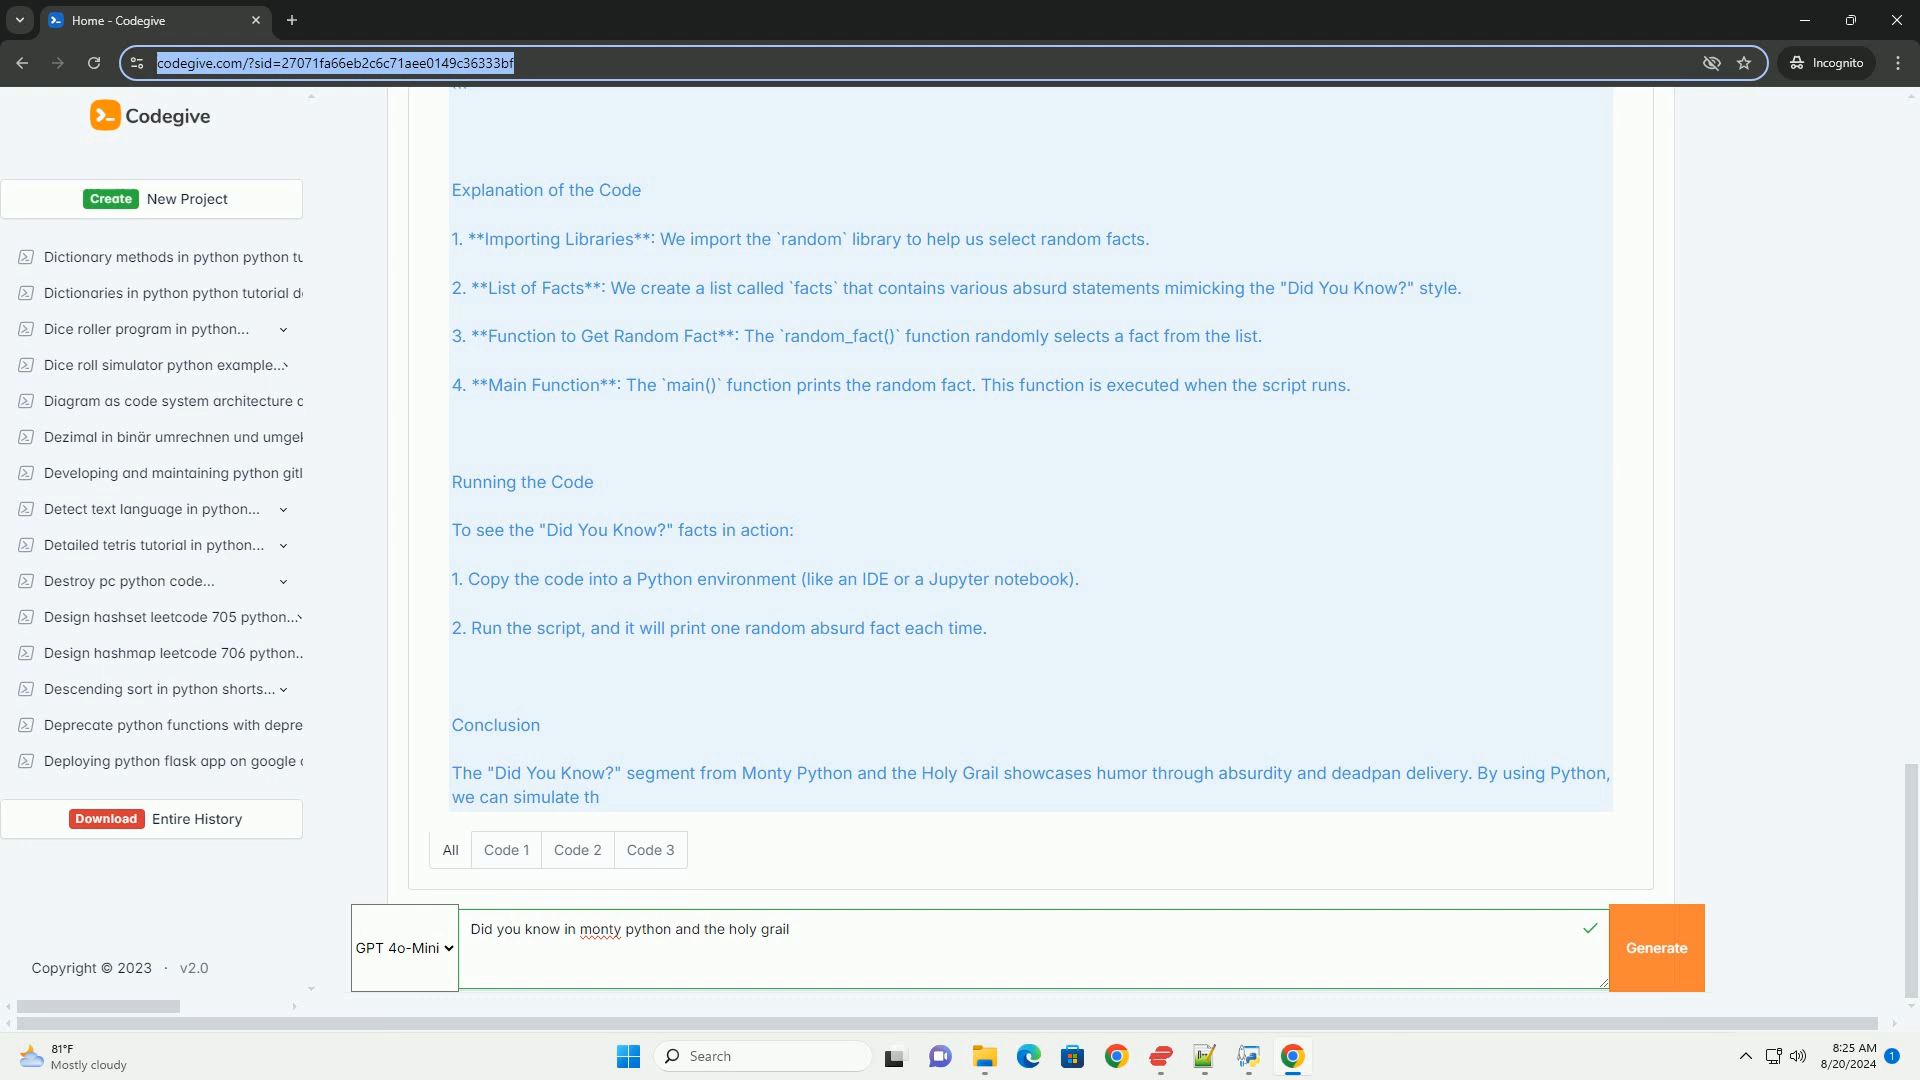 Home - Codegive
codegive.com/?sid=27071fa66eb2c6c71aee0149c36333bf
Incognito
Codegive
Create New Project
Dictionary methods in python python tu
Dictionaries in python python tutorial de
Dice roller program in python...
Dice roll simulator python example...
Diagram as code system architecture c
Dezimal in binär umrechnen und umgek
Developing and maintaining python gitl
Detect text language in python...
Detailed tetris tutorial in python...
Destroy pc python code...
Design hashset leetcode 705 python...
Design hashmap leetcode 706 python..
Descending sort in python shorts...
Deprecate python functions with depre
Deploying python flask app on google c
Download Entire History
Copyright © 2023 · v2.0
```
Explanation of the Code
1. **Importing Libraries**: We import the `random` library to help us select random facts.
2. **List of Facts**: We create a list called `facts` that contains various absurd statements mimicking the "Did You Know?" style.
3. **Function to Get Random Fact**: The `random_fact()` function randomly selects a fact from the list.
4. **Main Function**: The `main()` function prints the random fact. This function is executed when the script runs.
Running the Code
To see the "Did You Know?" facts in action:
1. Copy the code into a Python environment (like an IDE or a Jupyter notebook).
2. Run the script, and it will print one random absurd fact each time.
Conclusion
The "Did You Know?" segment from Monty Python and the Holy Grail showcases humor through absurdity and deadpan delivery. By using Python,
we can simulate th
All Code 1 Code 2 Code 3
GPT 4o-Mini
Did you know in monty python and the holy grail
Generate
81°F
Mostly cloudy
Search
8:25 AM
8/20/2024
1